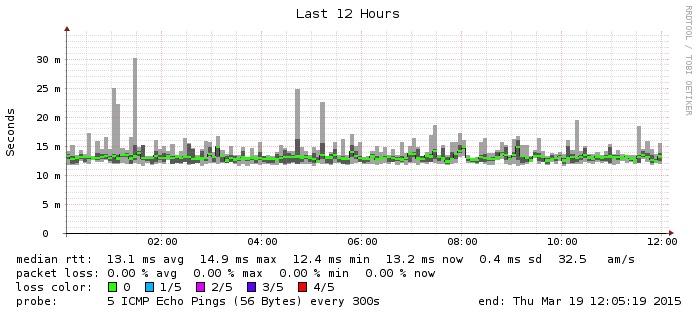 Last 12 Hours
RRDTOOL / TOBI OETIKER
Seconds
30 m
25 m
20 m
15 m
10 m
5 m
0
02:00 04:00 06:00 08:00 10:00 12:00
median rtt: 13.1 ms avg 14.9 ms max 12.4 ms min 13.2 ms now 0.4 ms sd 32.5 am/s
packet loss: 0.00 % avg 0.00 % max 0.00 % min 0.00 % now
loss color: 0 1/5 2/5 3/5 4/5
probe: 5 ICMP Echo Pings (56 Bytes) every 300s end: Thu Mar 19 12:05:19 2015